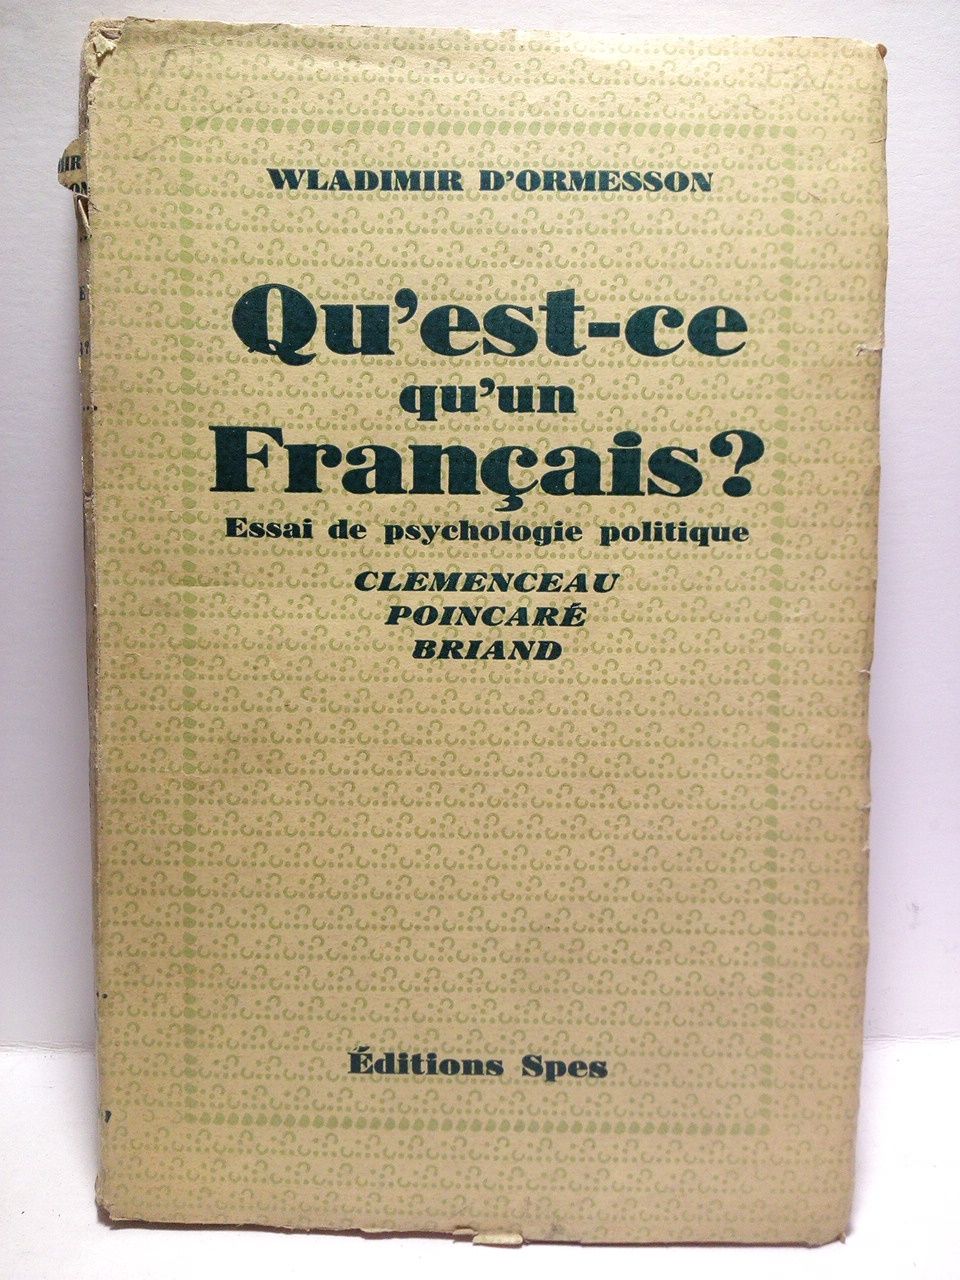 WLADIMIR D'ORMESSON
Qu'est-ce
qu'un
Français?
Essai de psychologie politique
CLEMENCEAU
POINCARÉ
BRIAND
Éditions Spes